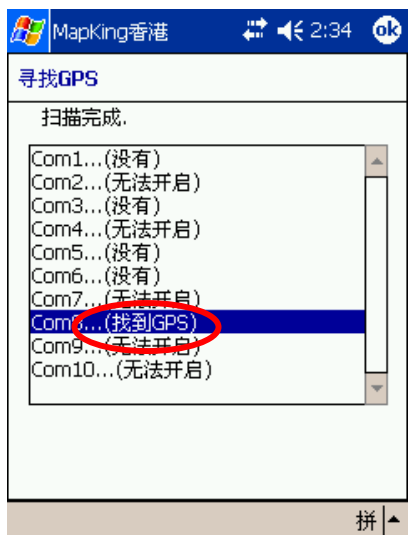 MapKing香港 2:34 ok
寻找GPS
扫描完成.
Com1...(没有)
Com2...(无法开启)
Com3...(没有)
Com4...(无法开启)
Com5...(没有)
Com6...(没有)
Com7...(无法开启)
Com8...(找到GPS)
Com9...(无法开启)
Com10...(无法开启)
拼